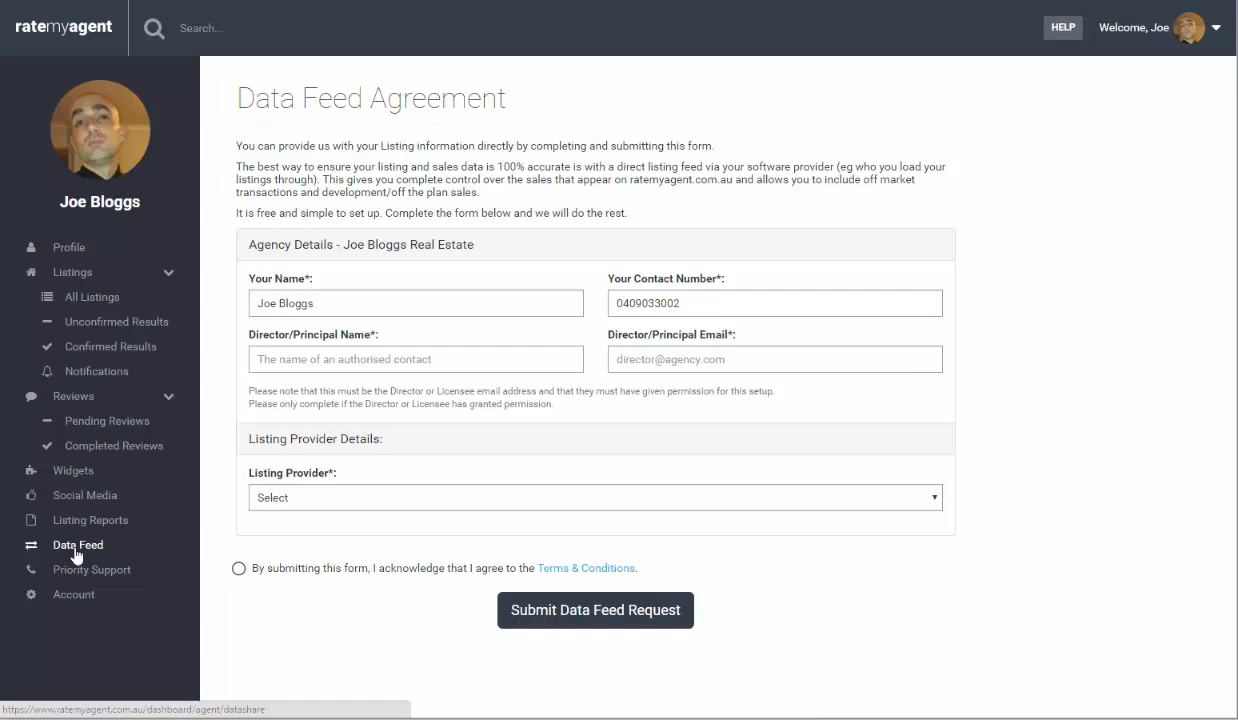 ratemyagent
Search...
HELP
Welcome, Joe
Joe Bloggs
Profile
Listings
All Listings
Unconfirmed Results
Confirmed Results
Notifications
Reviews
Pending Reviews
Completed Reviews
Widgets
Social Media
Listing Reports
Data Feed
Priority Support
Account
Data Feed Agreement
You can provide us with your Listing information directly by completing and submitting this form.
The best way to ensure your listing and sales data is 100% accurate is with a direct listing feed via your software provider (eg who you load your
listings through). This gives you complete control over the sales that appear on ratemyagent.com.au and allows you to include off market
transactions and development/off the plan sales.
It is free and simple to set up. Complete the form below and we will do the rest.
Agency Details - Joe Bloggs Real Estate
Your Name*:
Your Contact Number*:
Joe Bloggs
0409033002
Director/Principal Name*:
Director/Principal Email*:
The name of an authorised contact
director@agency.com
Please note that this must be the Director or Licensee email address and that they must have given permission for this setup.
Please only complete if the Director or Licensee has granted permission.
Listing Provider Details:
Listing Provider*:
Select
By submitting this form, I acknowledge that I agree to the Terms & Conditions.
Submit Data Feed Request
https://www.ratemyagent.com.au/dashboard/agent/datashare